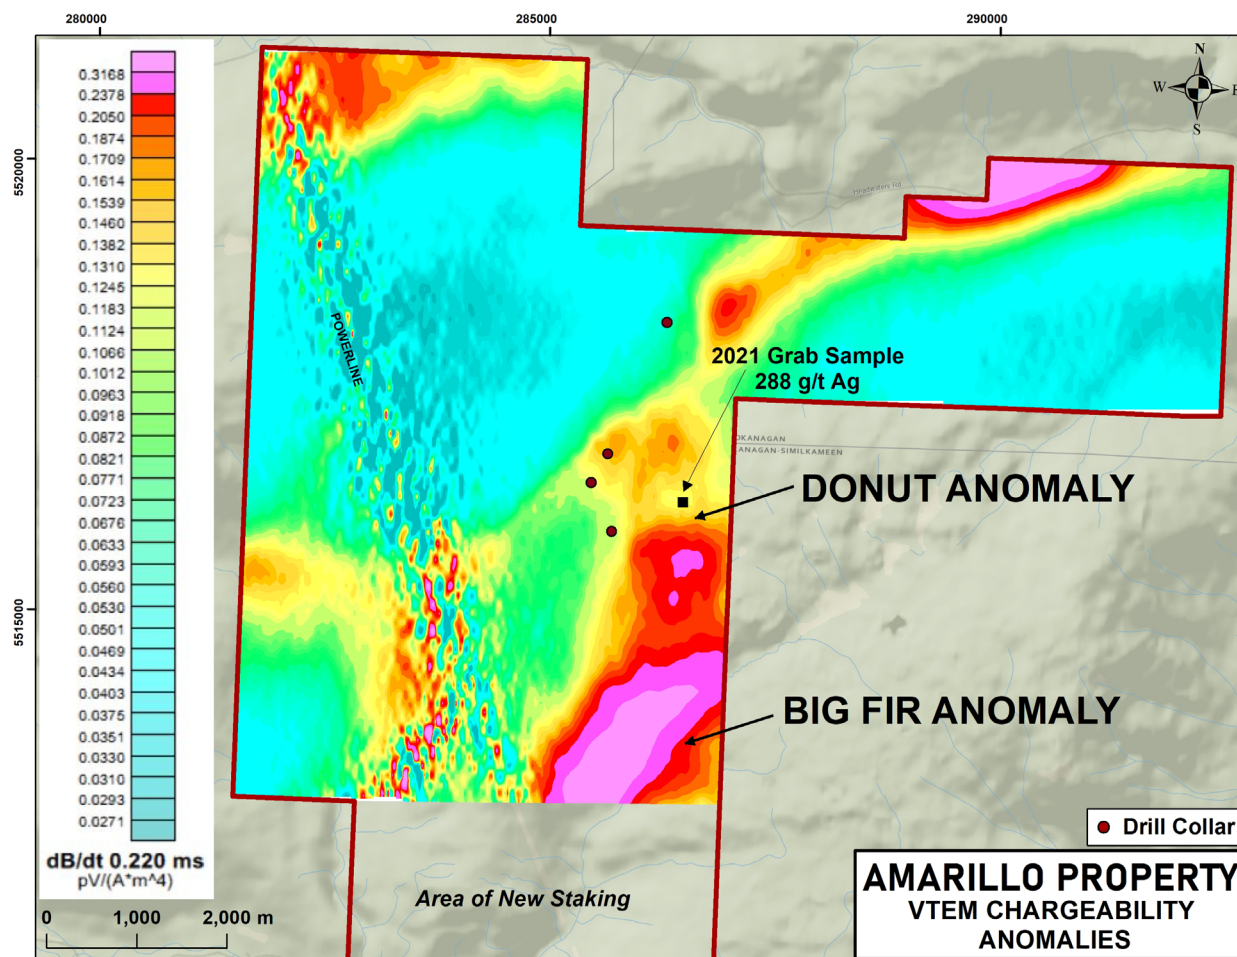 280000
285000
290000
5520000
5515000
N
W
E
S
0.3168
0.2378
0.2050
0.1874
0.1709
0.1614
0.1539
0.1460
0.1382
0.1310
0.1245
0.1183
0.1124
0.1066
0.1012
0.0963
0.0918
0.0872
0.0821
0.0771
0.0723
0.0676
0.0633
0.0593
0.0560
0.0530
0.0501
0.0469
0.0434
0.0403
0.0375
0.0351
0.0330
0.0310
0.0293
0.0271
dB/dt 0.220 ms
pV/(A*m^4)
0 1,000 2,000 m
Headwaters Rd
POWERLINE
2021 Grab Sample
288 g/t Ag
OKANAGAN
ANAGAN-SIMILKAMEEN
DONUT ANOMALY
BIG FIR ANOMALY
Area of New Staking
Drill Collar
AMARILLO PROPERTY
VTEM CHARGEABILITY
ANOMALIES